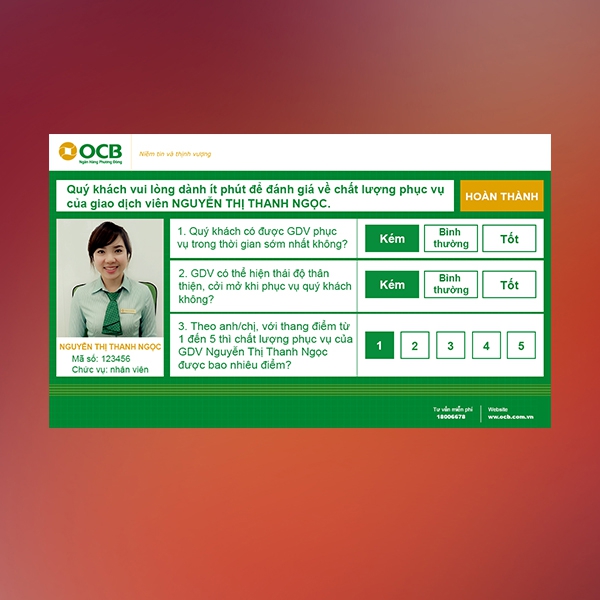 OCB
Ngân Hàng Phương Đông
Niềm tin và thịnh vượng
Quý khách vui lòng dành ít phút để đánh giá về chất lượng phục vụ
của giao dịch viên NGUYỄN THỊ THANH NGỌC.
HOÀN THÀNH
NGUYỄN THỊ THANH NGỌC
Mã số: 123456
Chức vụ: nhân viên
1. Quý khách có được GDV phục
vụ trong thời gian sớm nhất không?
Kém
Bình
thường
Tốt
2. GDV có thể hiện thái độ thân
thiện, cởi mở khi phục vụ quý khách
không?
Kém
Bình
thường
Tốt
3. Theo anh/chị, với thang điểm từ
1 đến 5 thì chất lượng phục vụ của
GDV Nguyễn Thị Thanh Ngọc
được bao nhiêu điểm?
1 2 3 4 5
Tư vấn miễn phí
18006678
Website
ww.ocb.com.vn